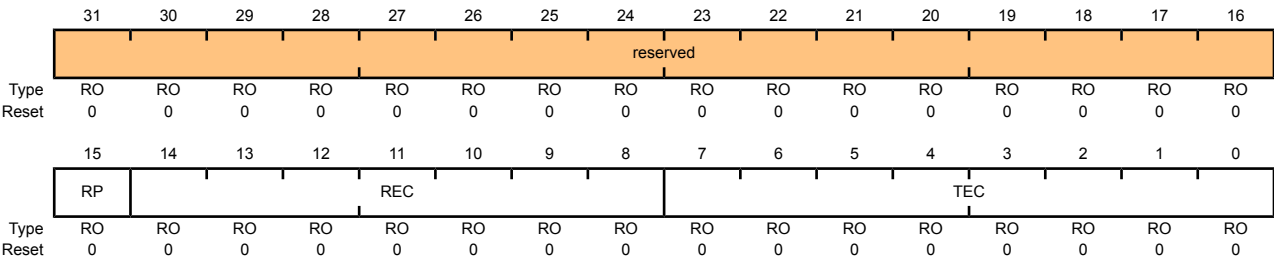 31 30 29 28 27 26 25 24 23 22 21 20 19 18 17 16
reserved
Type RO RO RO RO RO RO RO RO RO RO RO RO RO RO RO RO
Reset 0 0 0 0 0 0 0 0 0 0 0 0 0 0 0 0
15 14 13 12 11 10 9 8 7 6 5 4 3 2 1 0
RP REC TEC
Type RO RO RO RO RO RO RO RO RO RO RO RO RO RO RO RO
Reset 0 0 0 0 0 0 0 0 0 0 0 0 0 0 0 0